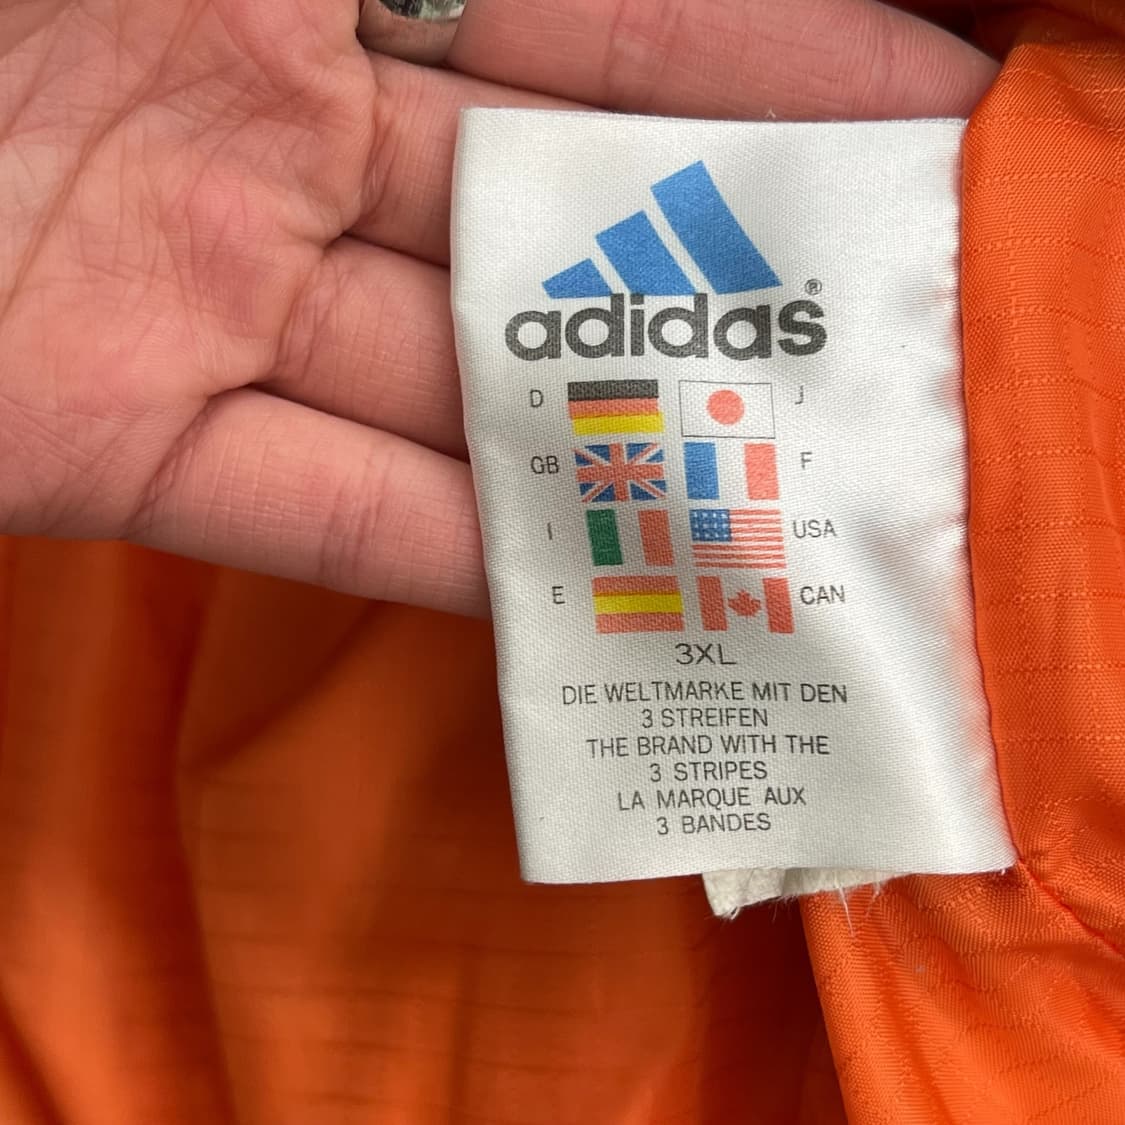 adidas®
D J
GB F
I USA
E CAN
3XL
DIE WELTMARKE MIT DEN
3 STREIFEN
THE BRAND WITH THE
3 STRIPES
LA MARQUE AUX
3 BANDES